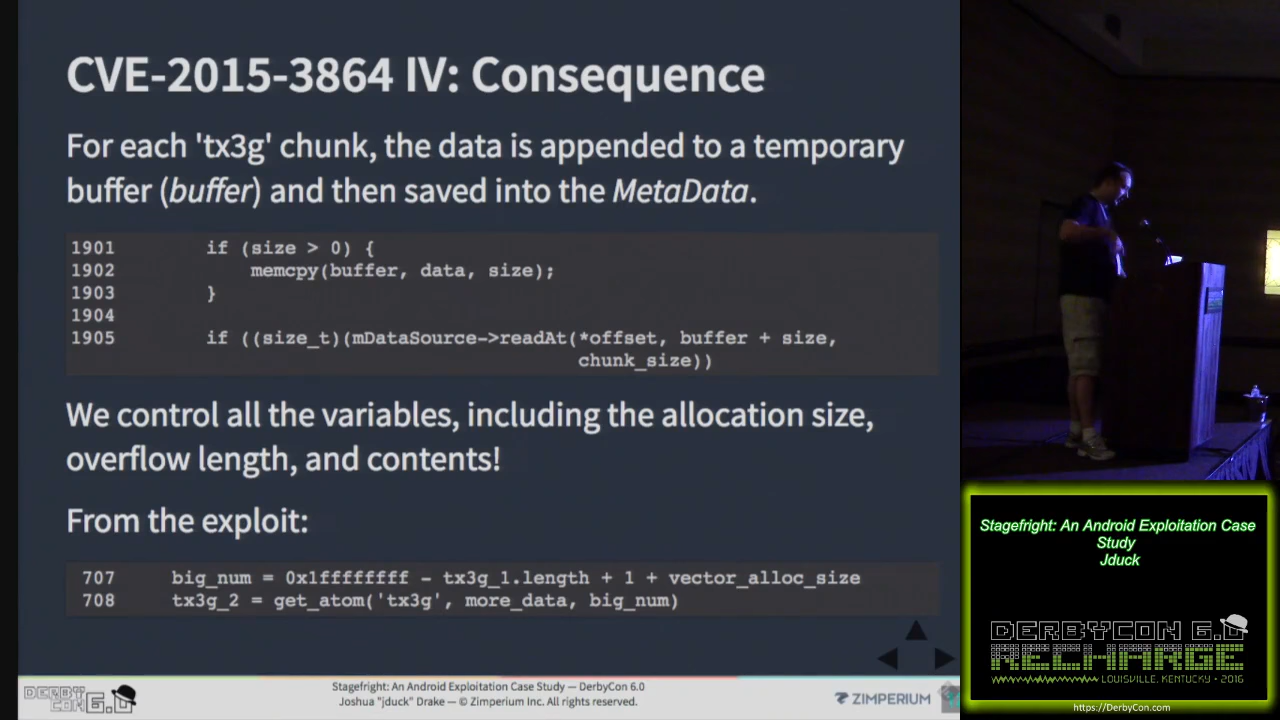 CVE-2015-3864 IV: Consequence
For each 'tx3g' chunk, the data is appended to a temporary
buffer (buffer) and then saved into the MetaData.
1901 if (size > 0) {
1902 memcpy(buffer, data, size);
1903 }
1904
1905 if ((size_t)(mDataSource->readAt(*offset, buffer + size,
chunk_size))
We control all the variables, including the allocation size,
overflow length, and contents!
From the exploit:
707 big_num = 0x1ffffffff - tx3g_1.length + 1 + vector_alloc_size
708 tx3g_2 = get_atom('tx3g', more_data, big_num)
DERBY
CON 6.0
Stagefright: An Android Exploitation Case Study — DerbyCon 6.0
Joshua "jduck" Drake — © Zimperium Inc. All rights reserved.
ZIMPERIUM
Stagefright: An Android Exploitation Case
Study
Jduck
DERBYCON 6.0
RECHARGE
LOUISVILLE, KENTUCKY • 2016
https://DerbyCon.com